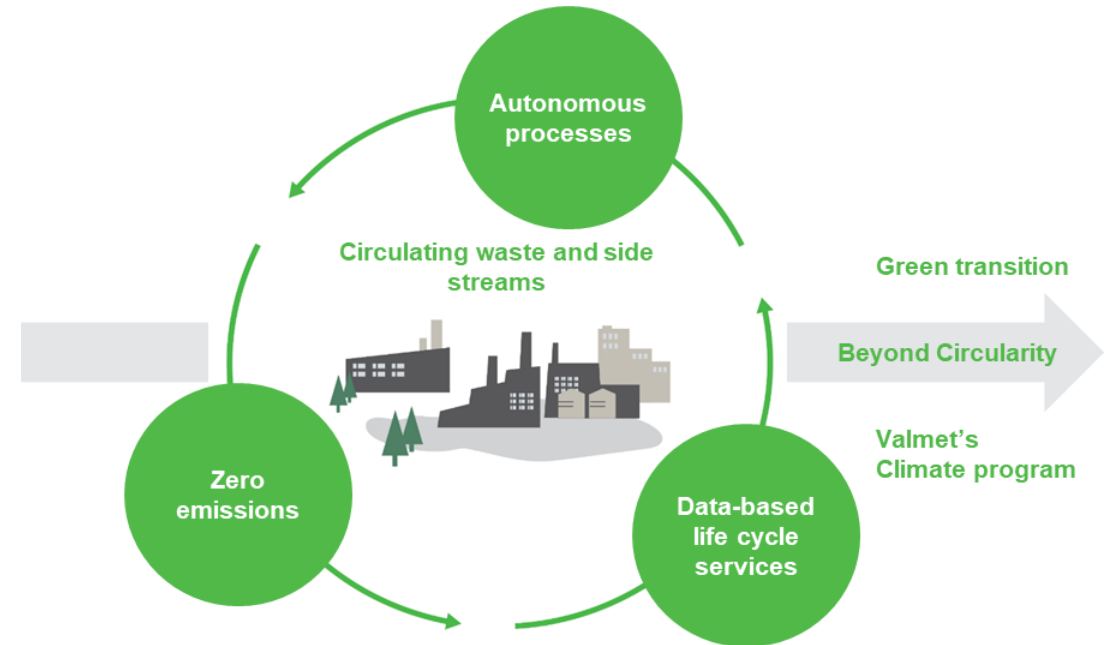 Autonomous
processes
Circulating waste and side
streams
Green transition
Beyond Circularity
Valmet's
Climate program
Zero
emissions
Data-based
life cycle
services